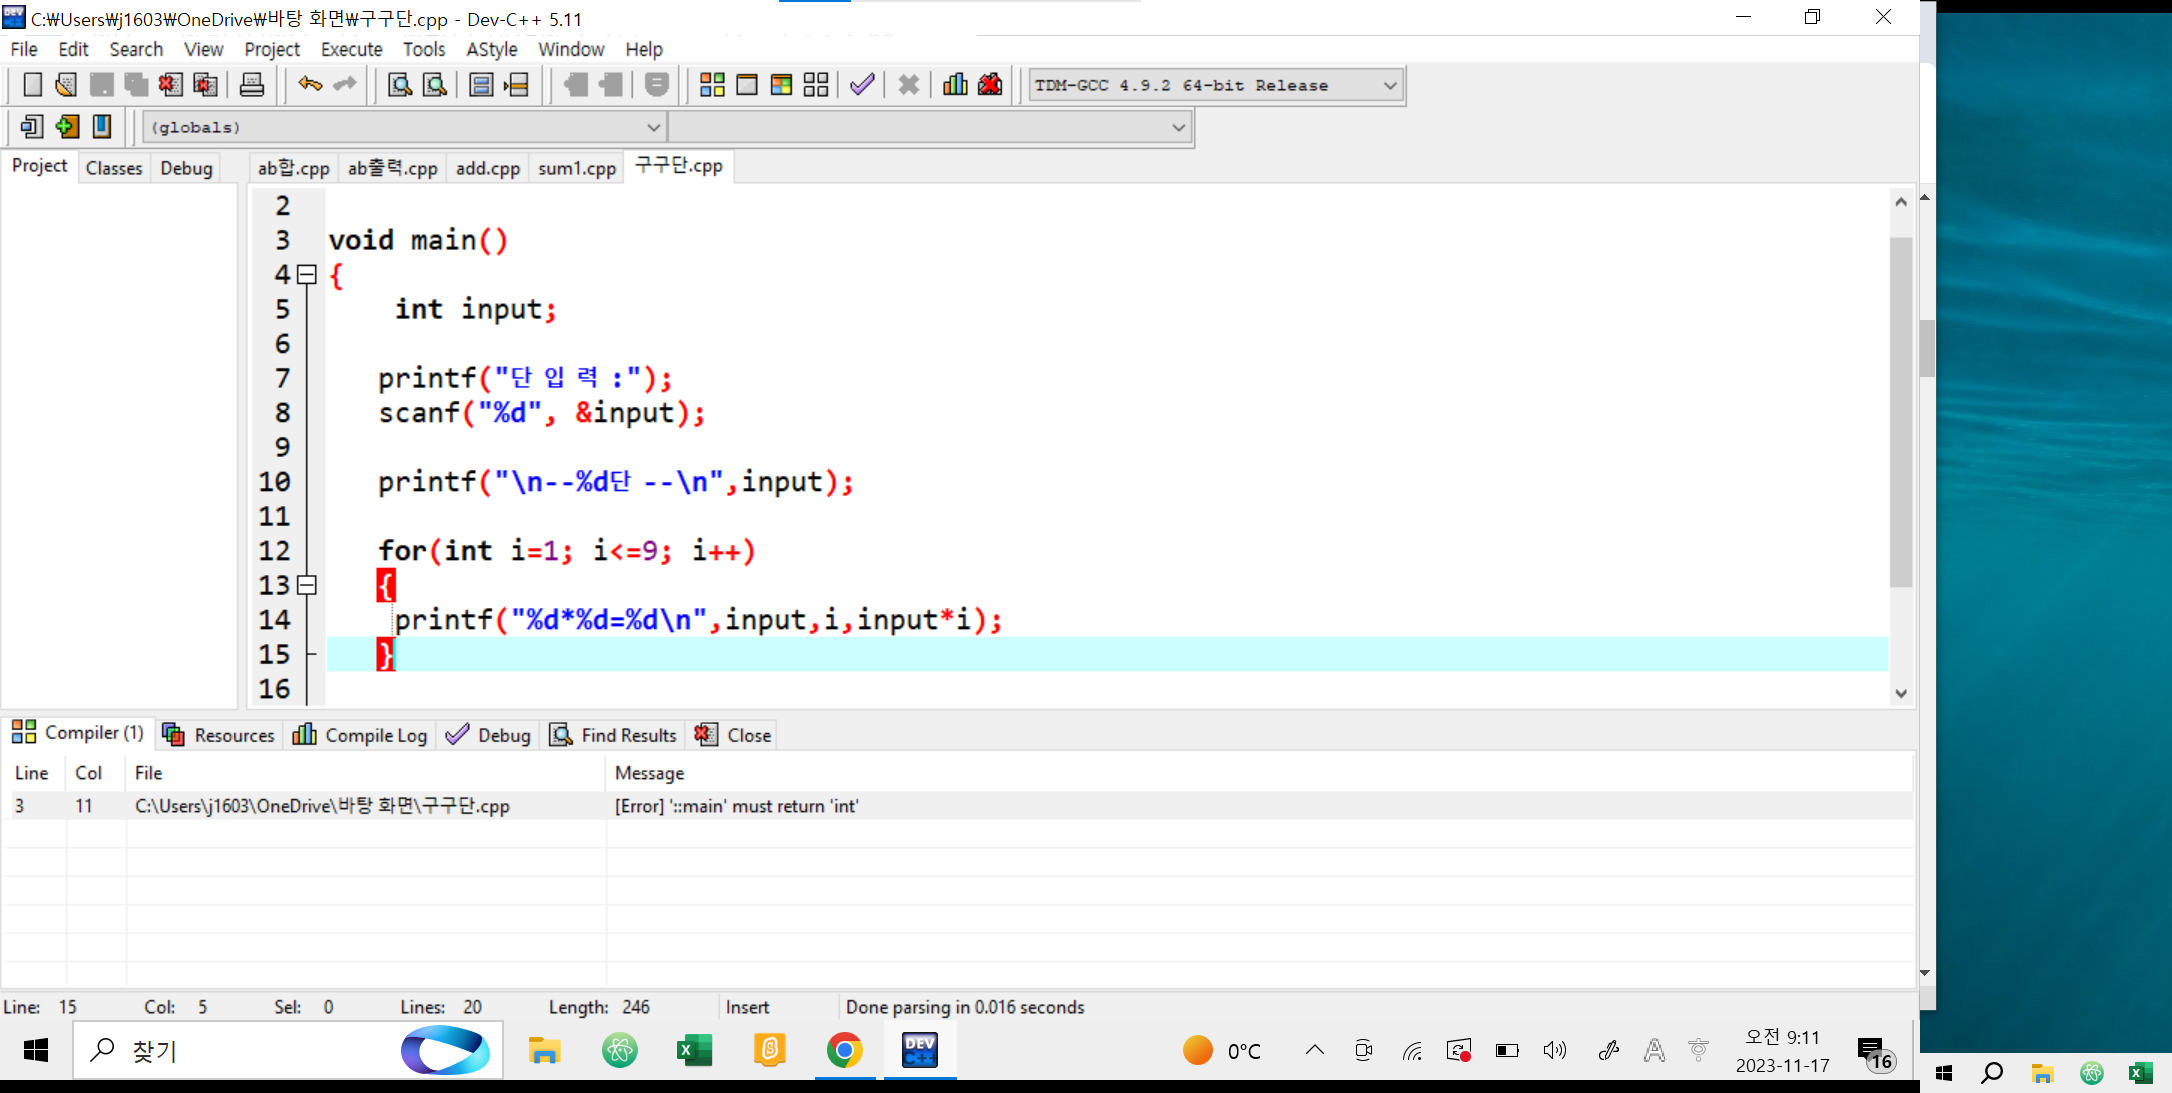 C:₩Users₩j1603₩OneDrive₩바탕 화면₩구구단.cpp - Dev-C++ 5.11
File Edit Search View Project Execute Tools AStyle Window Help
TDM-GCC 4.9.2 64-bit Release
(globals)
Project Classes Debug ab합.cpp ab출력.cpp add.cpp sum1.cpp 구구단.cpp
2
3 void main()
4 {
5 int input;
6
7 printf("단 입 력 :");
8 scanf("%d", &input);
9
10 printf("\n--%d단 --\n",input);
11
12 for(int i=1; i<=9; i++)
13 {
14 printf("%d*%d=%d\n",input,i,input*i);
15 }
16
Compiler (1) Resources Compile Log Debug Find Results Close
Line Col File Message
3 11 C:\Users\j1603\OneDrive\바탕 화면\구구단.cpp [Error] '::main' must return 'int'
Line: 15 Col: 5 Sel: 0 Lines: 20 Length: 246 Insert Done parsing in 0.016 seconds
찾기 DEV C++ 0°C 오전 9:11
2023-11-17 16